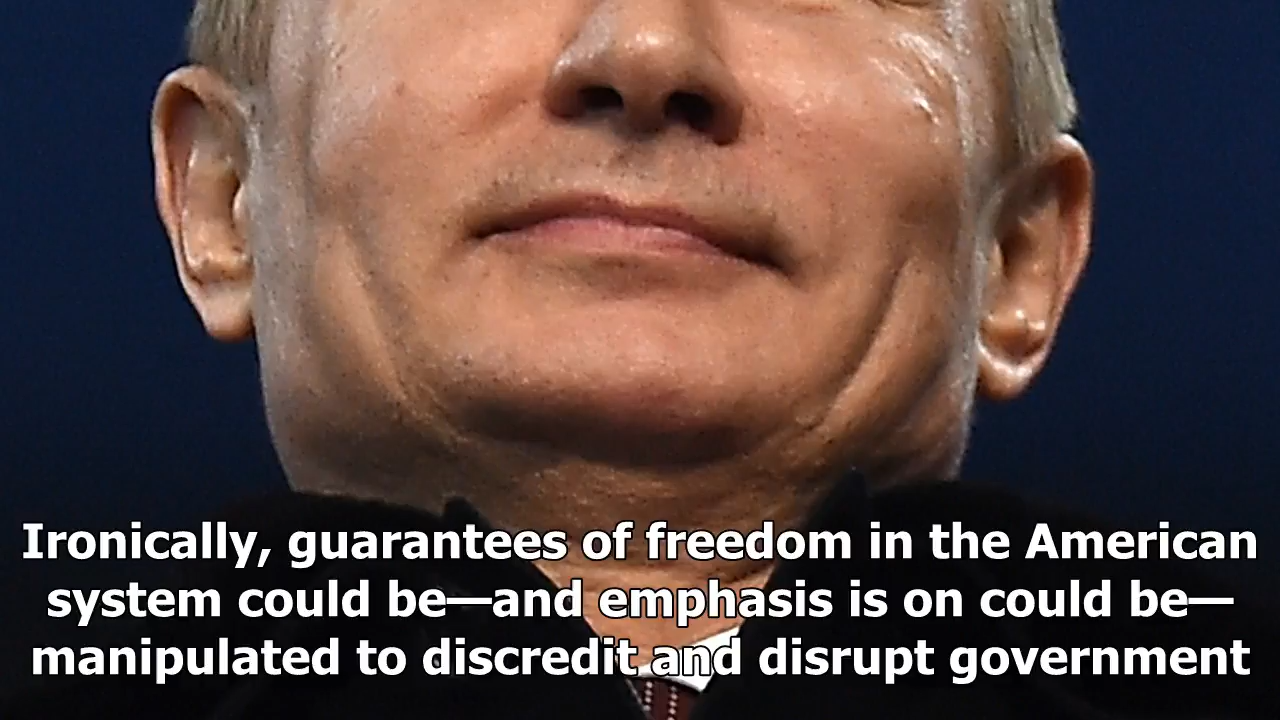 Ironically, guarantees of freedom in the American
system could be—and emphasis is on could be—
manipulated to discredit and disrupt government